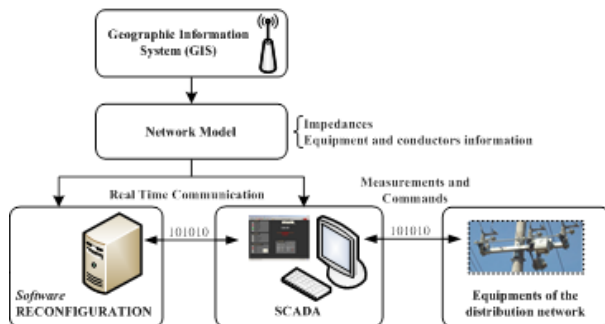 Geographic Information
System (GIS)
Network Model
Impedances
Equipment and conductors information
Real Time Communication
Measurements and
Commands
101010
101010
Software
RECONFIGURATION
SCADA
Equipments of the
distribution network